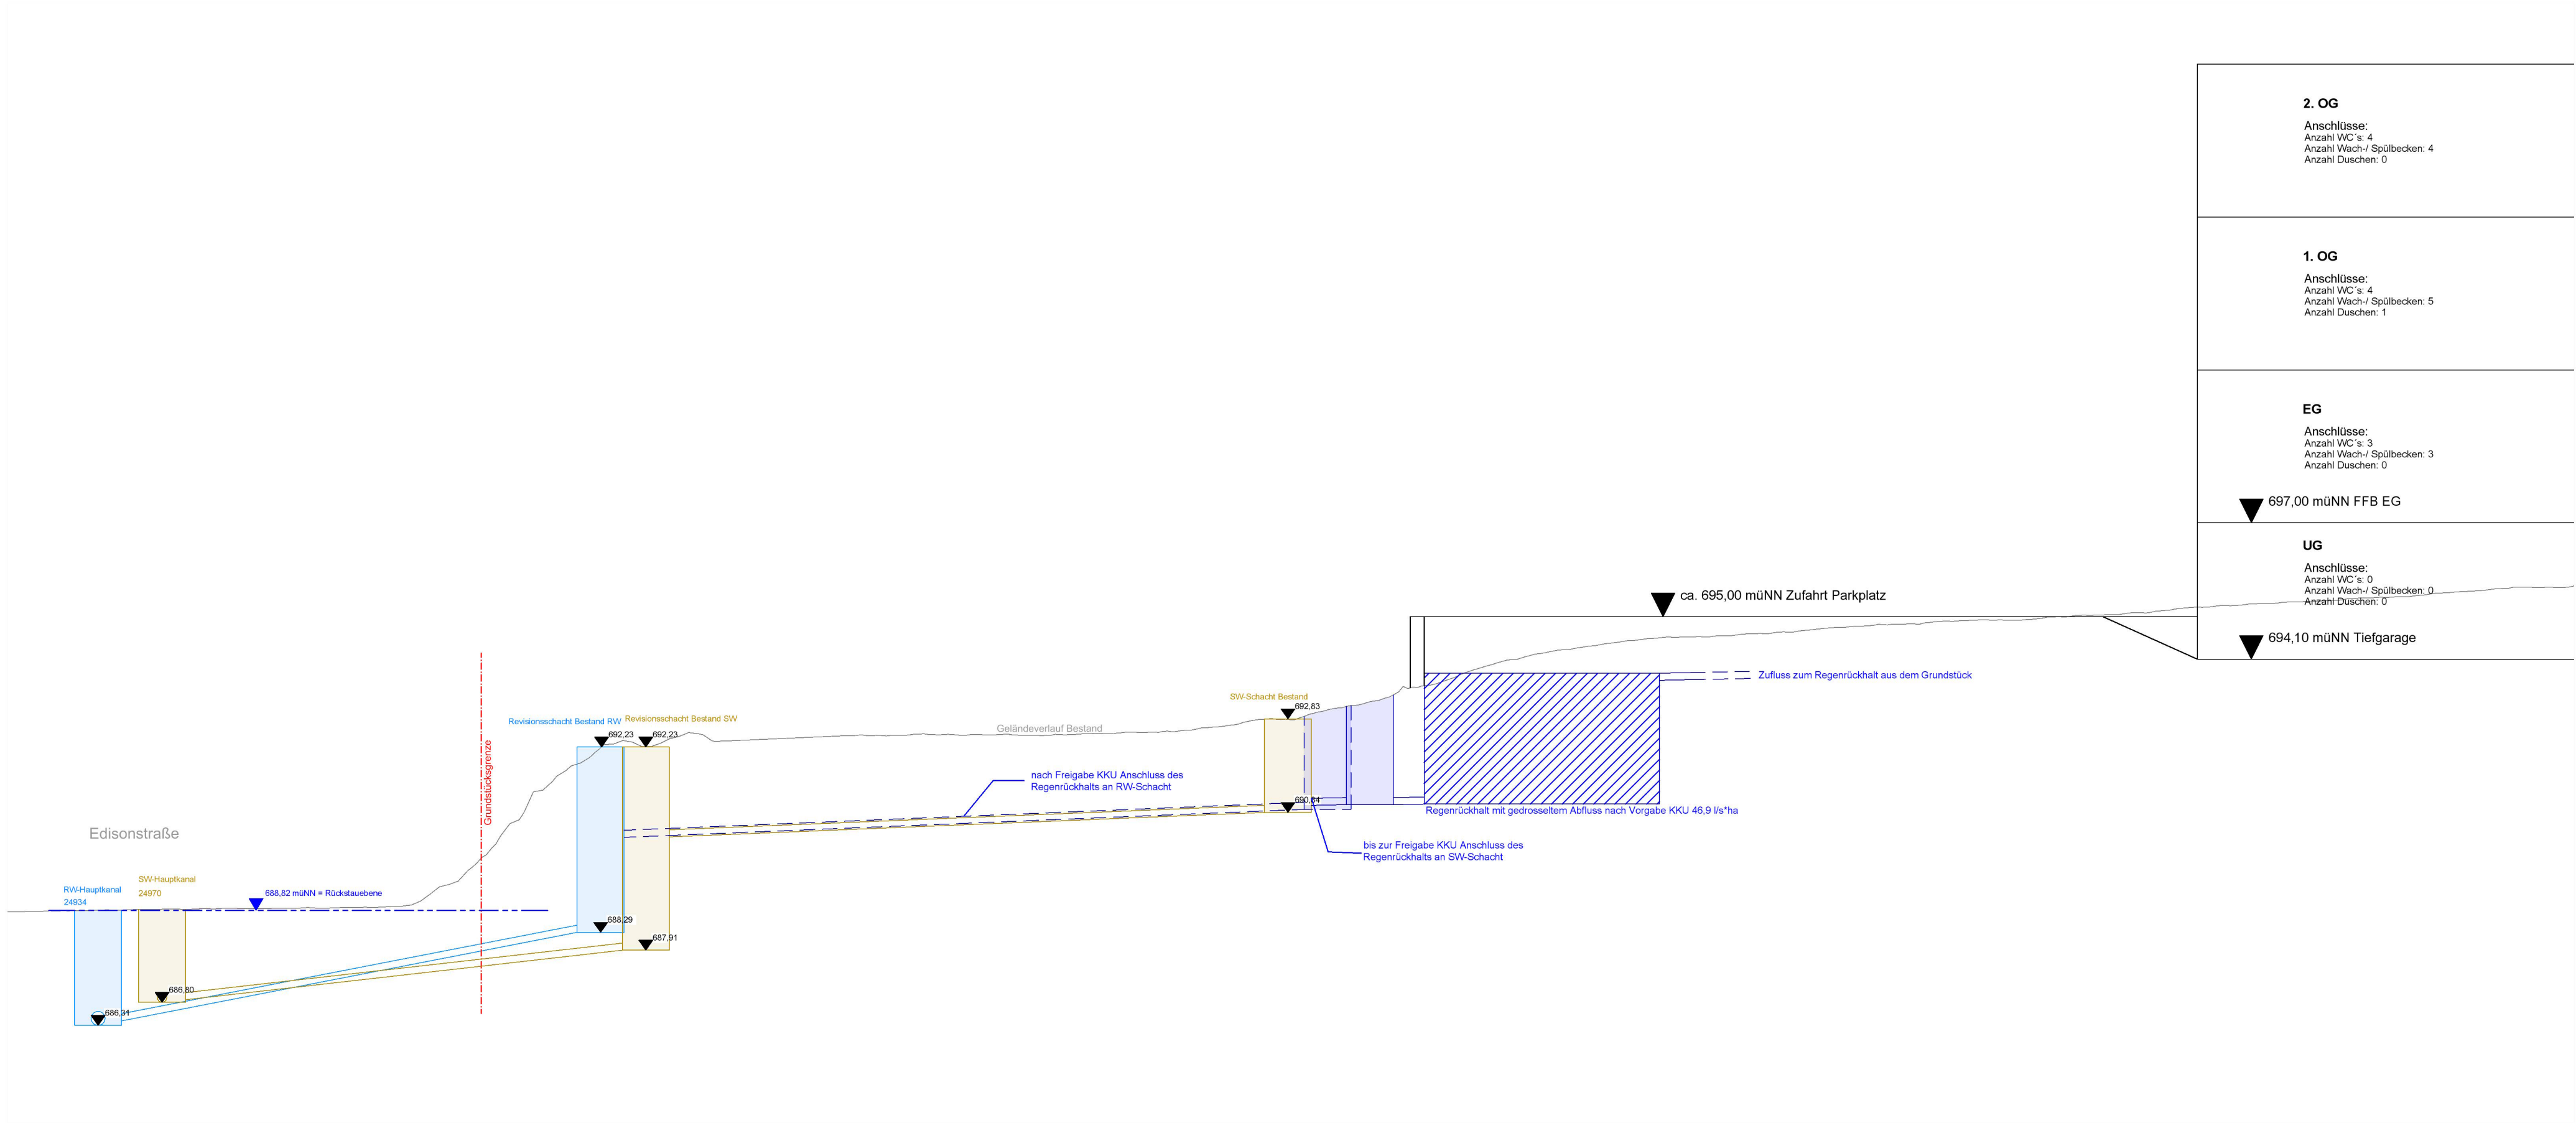 2. OG
Anschlüsse:
Anzahl WC´s: 4
Anzahl Wach-/ Spülbecken: 4
Anzahl Duschen: 0
1. OG
Anschlüsse:
Anzahl WC´s: 4
Anzahl Wach-/ Spülbecken: 5
Anzahl Duschen: 1
EG
Anschlüsse:
Anzahl WC´s: 3
Anzahl Wach-/ Spülbecken: 3
Anzahl Duschen: 0
697,00 müNN FFB EG
UG
Anschlüsse:
Anzahl WC´s: 0
Anzahl Wach-/ Spülbecken: 0
Anzahl Duschen: 0
694,10 müNN Tiefgarage
ca. 695,00 müNN Zufahrt Parkplatz
Zufluss zum Regenrückhalt aus dem Grundstück
SW-Schacht Bestand
692,83
690,84
Regenrückhalt mit gedrosseltem Abfluss nach Vorgabe KKU 46,9 l/s*ha
bis zur Freigabe KKU Anschluss des
Regenrückhalts an SW-Schacht
Geländeverlauf Bestand
nach Freigabe KKU Anschluss des
Regenrückhalts an RW-Schacht
Revisionsschacht Bestand RW
Revisionsschacht Bestand SW
692,23
692,23
688,29
687,91
Grundstücksgrenze
Edisonstraße
RW-Hauptkanal
24934
SW-Hauptkanal
24970
688,82 müNN = Rückstauebene
686,80
686,31